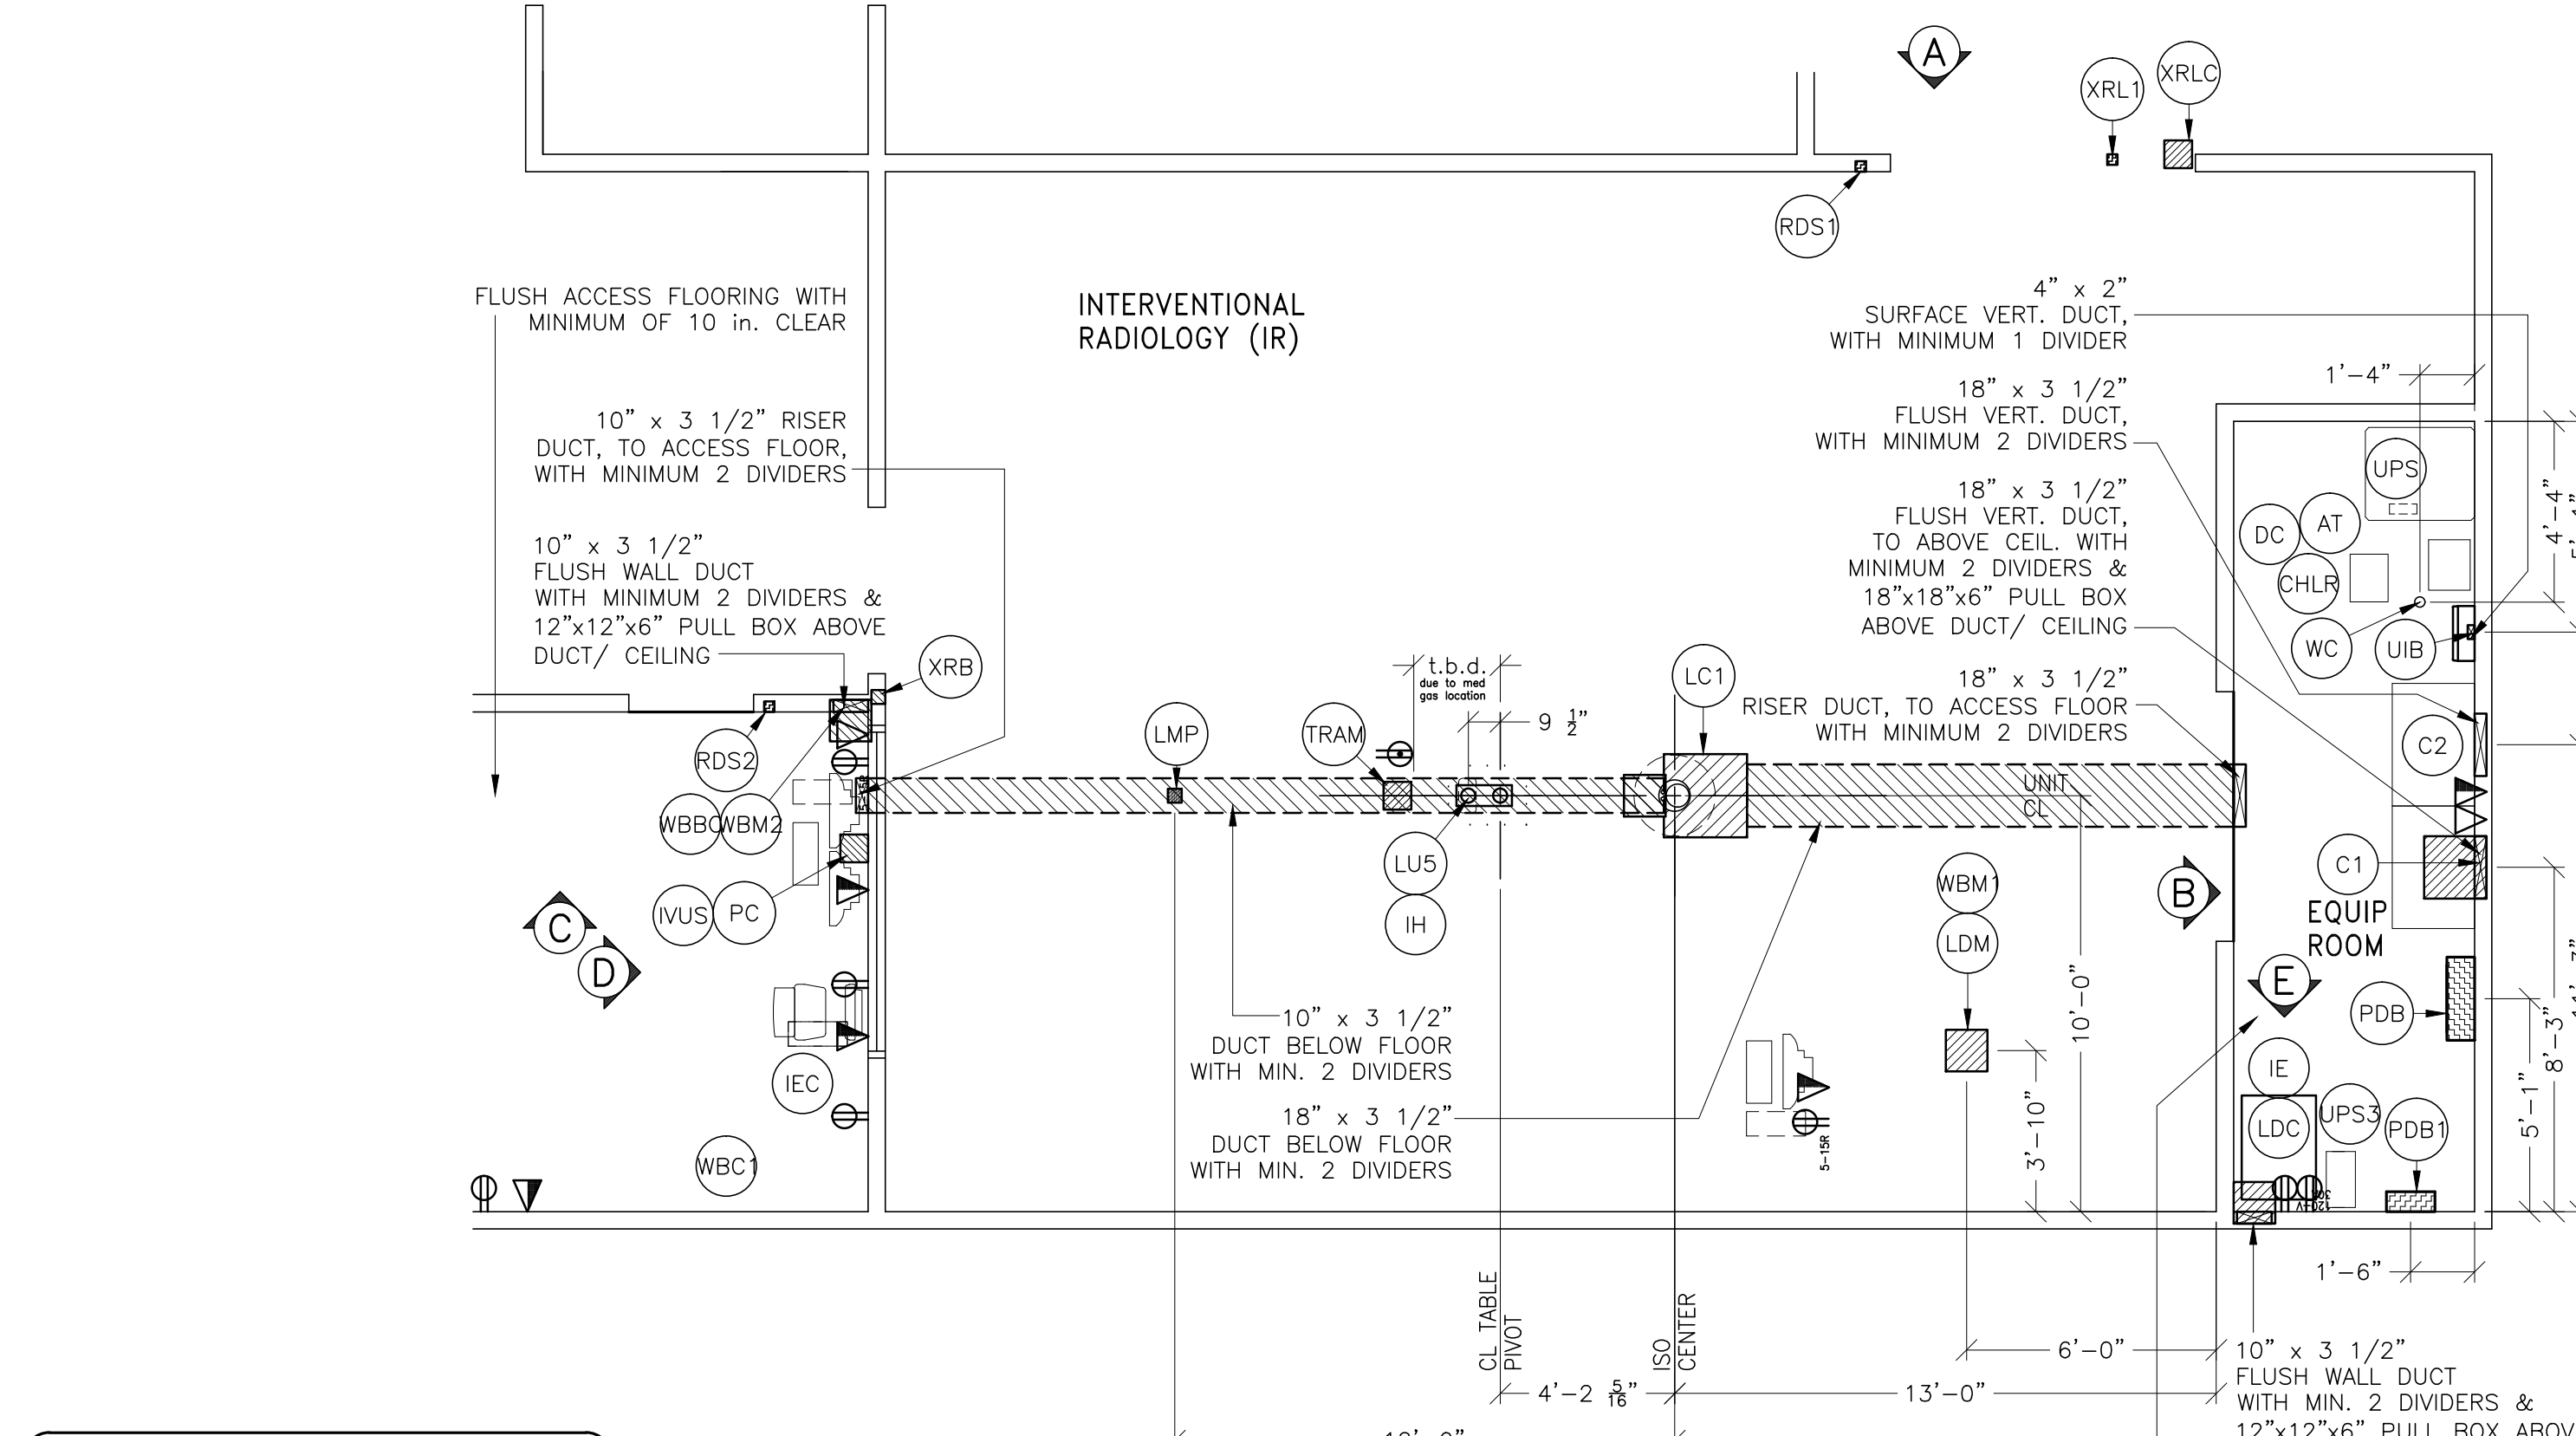 A
XRL1
XRLC
RDS1
FLUSH ACCESS FLOORING WITH
MINIMUM OF 10 in. CLEAR
INTERVENTIONAL
RADIOLOGY (IR)
4” x 2”
SURFACE VERT. DUCT,
WITH MINIMUM 1 DIVIDER
1’-4”
18” x 3 1/2”
FLUSH VERT. DUCT,
WITH MINIMUM 2 DIVIDERS
10” x 3 1/2” RISER
DUCT, TO ACCESS FLOOR,
WITH MINIMUM 2 DIVIDERS
UPS
4’-4”
18” x 3 1/2”
FLUSH VERT. DUCT,
TO ABOVE CEIL. WITH
MINIMUM 2 DIVIDERS &
18”x18”x6” PULL BOX
ABOVE DUCT/ CEILING
DC
AT
CHLR
10” x 3 1/2”
FLUSH WALL DUCT
WITH MINIMUM 2 DIVIDERS &
12”x12”x6” PULL BOX ABOVE
DUCT/ CEILING
WC
UIB
XRB
t.b.d.
due to med
gas location
LC1
18” x 3 1/2”
RISER DUCT, TO ACCESS FLOOR
WITH MINIMUM 2 DIVIDERS
9 1/2”
LMP
TRAM
C2
RDS2
UNIT
CL
WBBC
WBM2
5-15R
LU5
IH
C1
WBM1
LDM
B
IVUS
PC
C
D
EQUIP
ROOM
E
10’-0”
8’-3”
PDB
10” x 3 1/2”
DUCT BELOW FLOOR
WITH MIN. 2 DIVIDERS
IEC
IE
18” x 3 1/2”
DUCT BELOW FLOOR
WITH MIN. 2 DIVIDERS
5-15R
3’-10”
5’-1”
LDC
UPS3
PDB1
WBC1
1’-6”
CL TABLE
PIVOT
ISO
CENTER
6’-0”
4’-2 5/16”
13’-0”
10” x 3 1/2”
FLUSH WALL DUCT
WITH MIN. 2 DIVIDERS &
12”x12”x6” PULL BOX